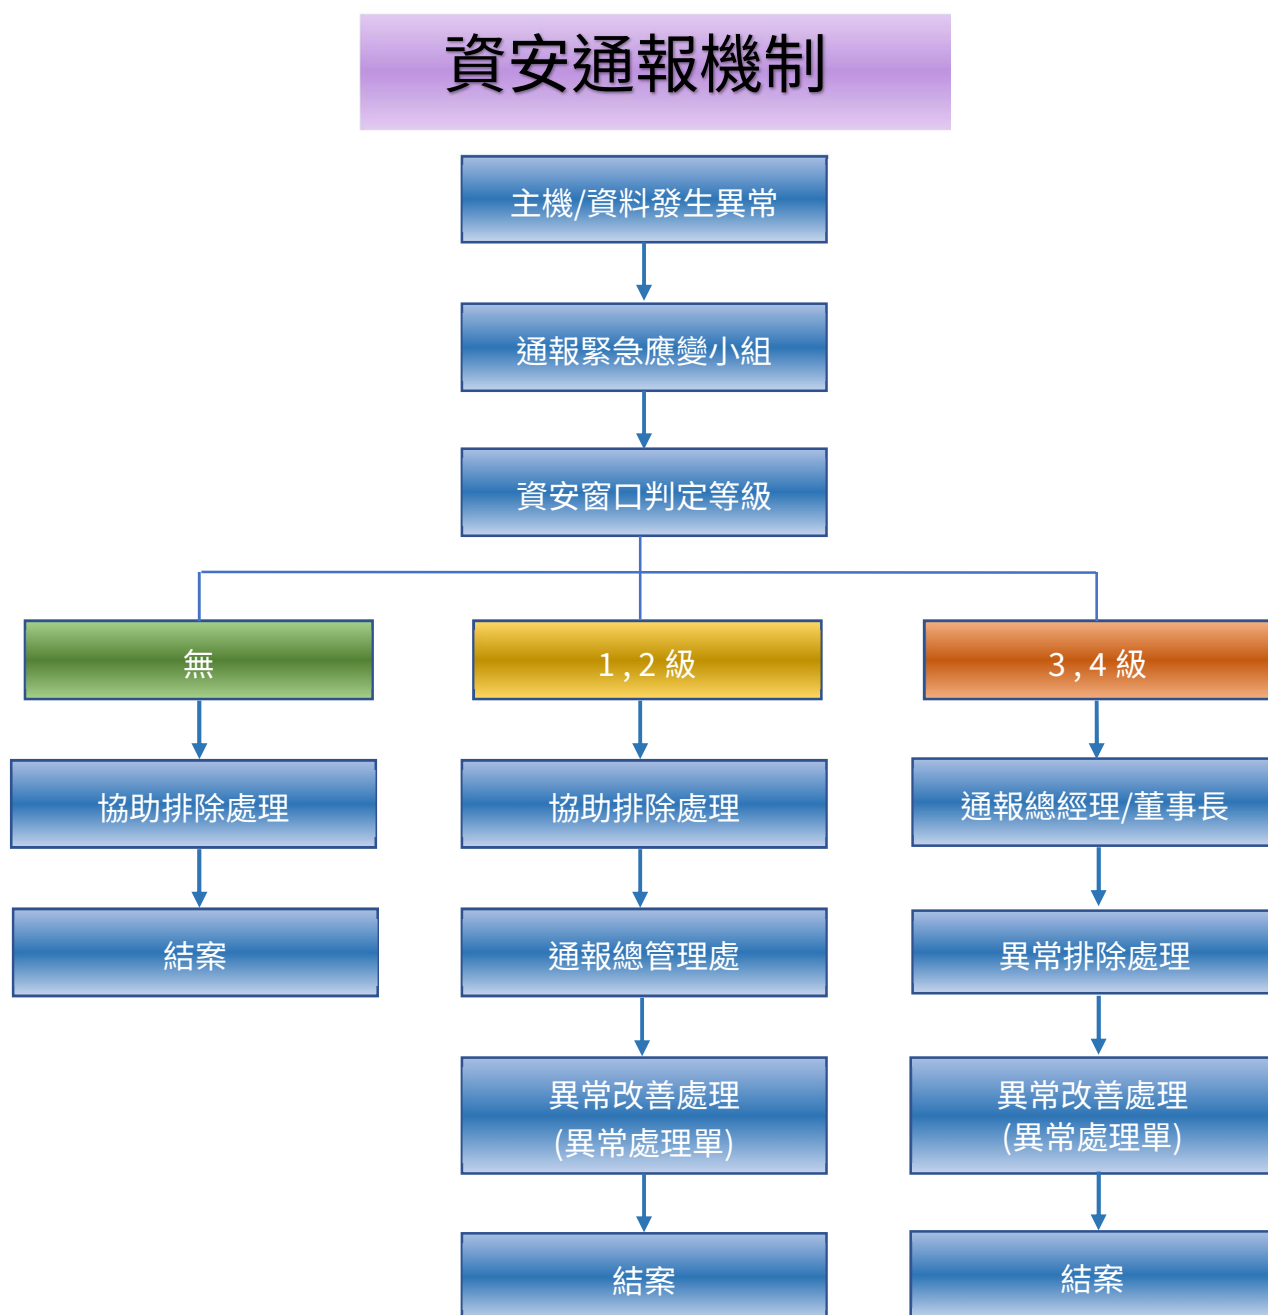 資安通報機制
主機/資料發生異常
通報緊急應變小組
資安窗口判定等級
無
1 , 2 級
3 , 4 級
協助排除處理
協助排除處理
通報總經理/董事長
結案
通報總管理處
異常排除處理
異常改善處理
(異常處理單)
異常改善處理
(異常處理單)
結案
結案